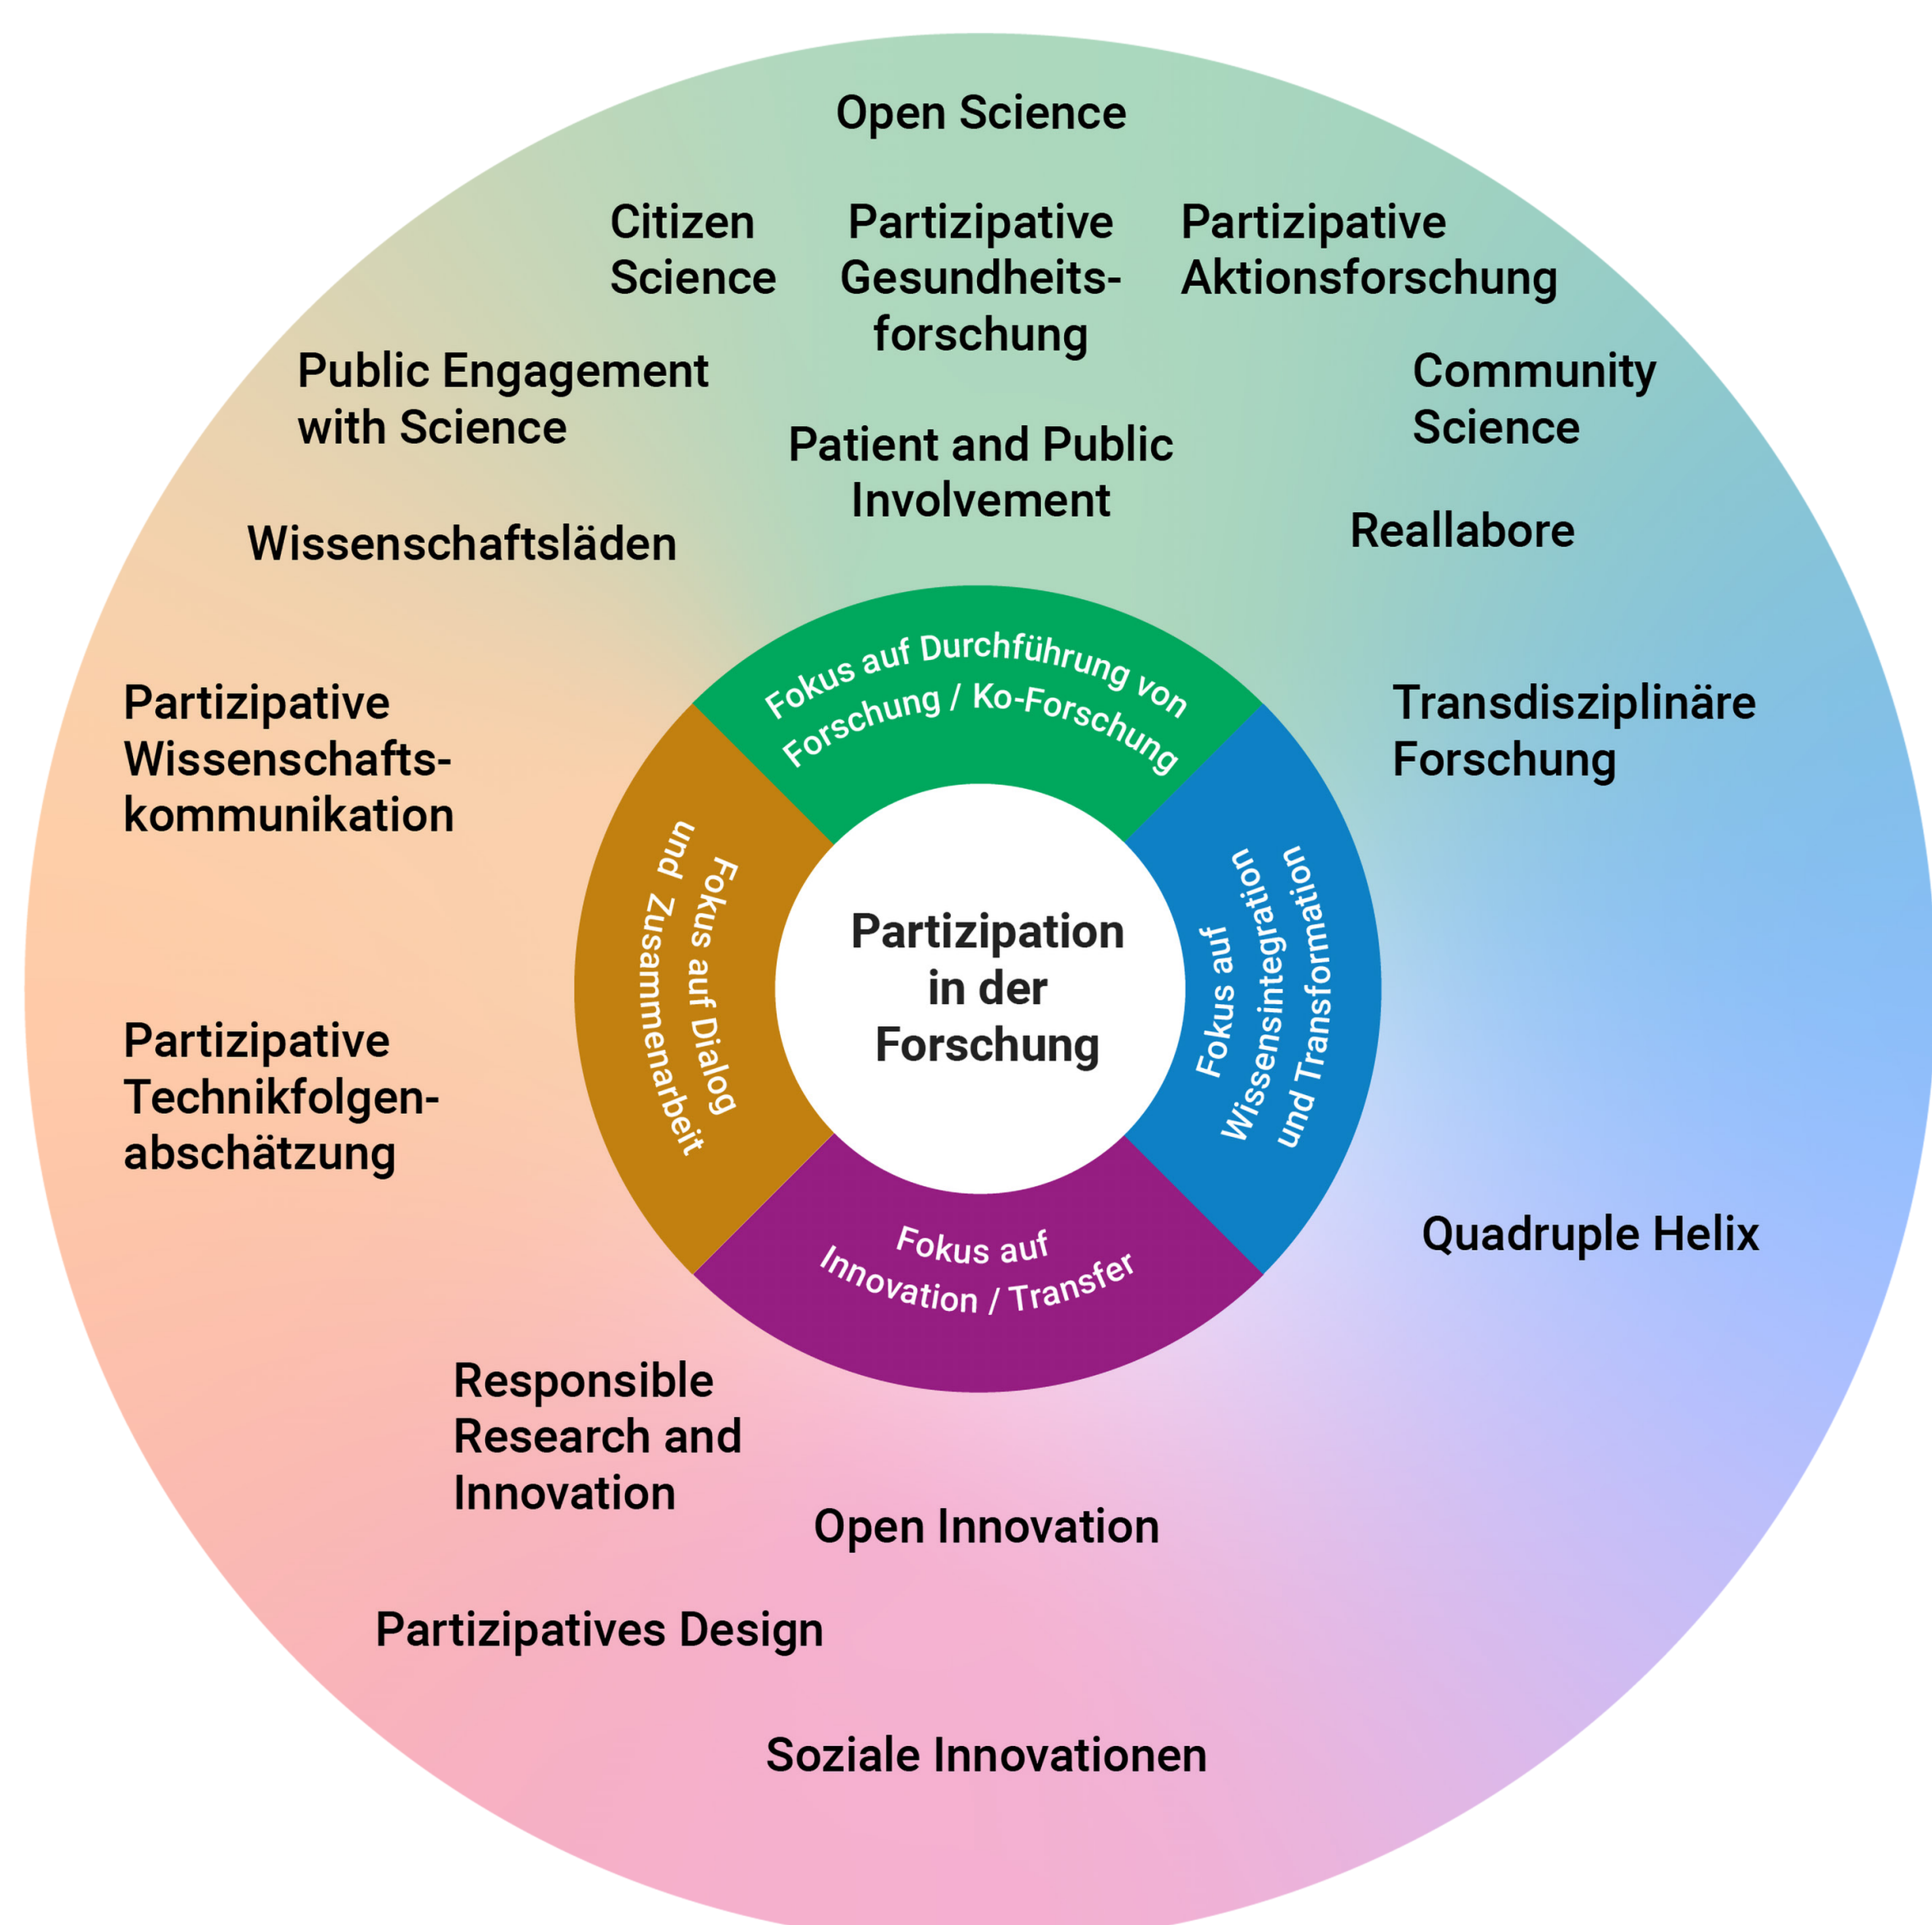 Open Science
Citizen
Science
Partizipative
Gesundheits-
forschung
Partizipative
Aktionsforschung
Public Engagement
with Science
Patient and Public
Involvement
Community
Science
Wissenschaftsläden
Reallabore
Fokus auf Durchführung von
Forschung / Ko-Forschung
Partizipative
Wissenschafts-
kommunikation
Transdisziplinäre
Forschung
Fokus auf Dialog
und Zusammenarbeit
Partizipation
in der
Forschung
Fokus auf
Wissensintegration
und Transformation
Partizipative
Technikfolgen-
abschätzung
Quadruple Helix
Fokus auf
Innovation / Transfer
Responsible
Research and
Innovation
Open Innovation
Partizipatives Design
Soziale Innovationen